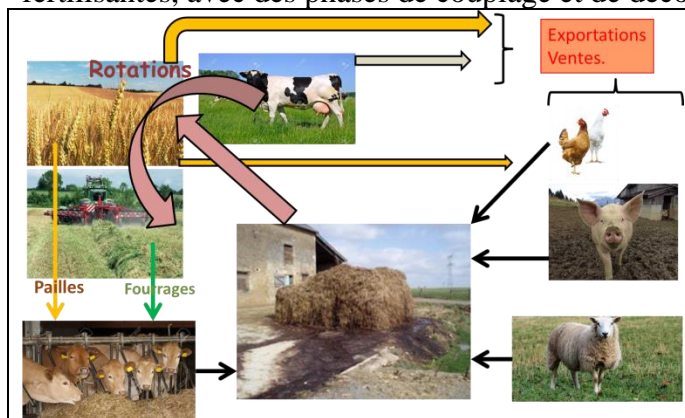 fertilisantes, avec des phases de couplage et de déco
Rotations
Exportations
Ventes.
Pailles
Fourrages